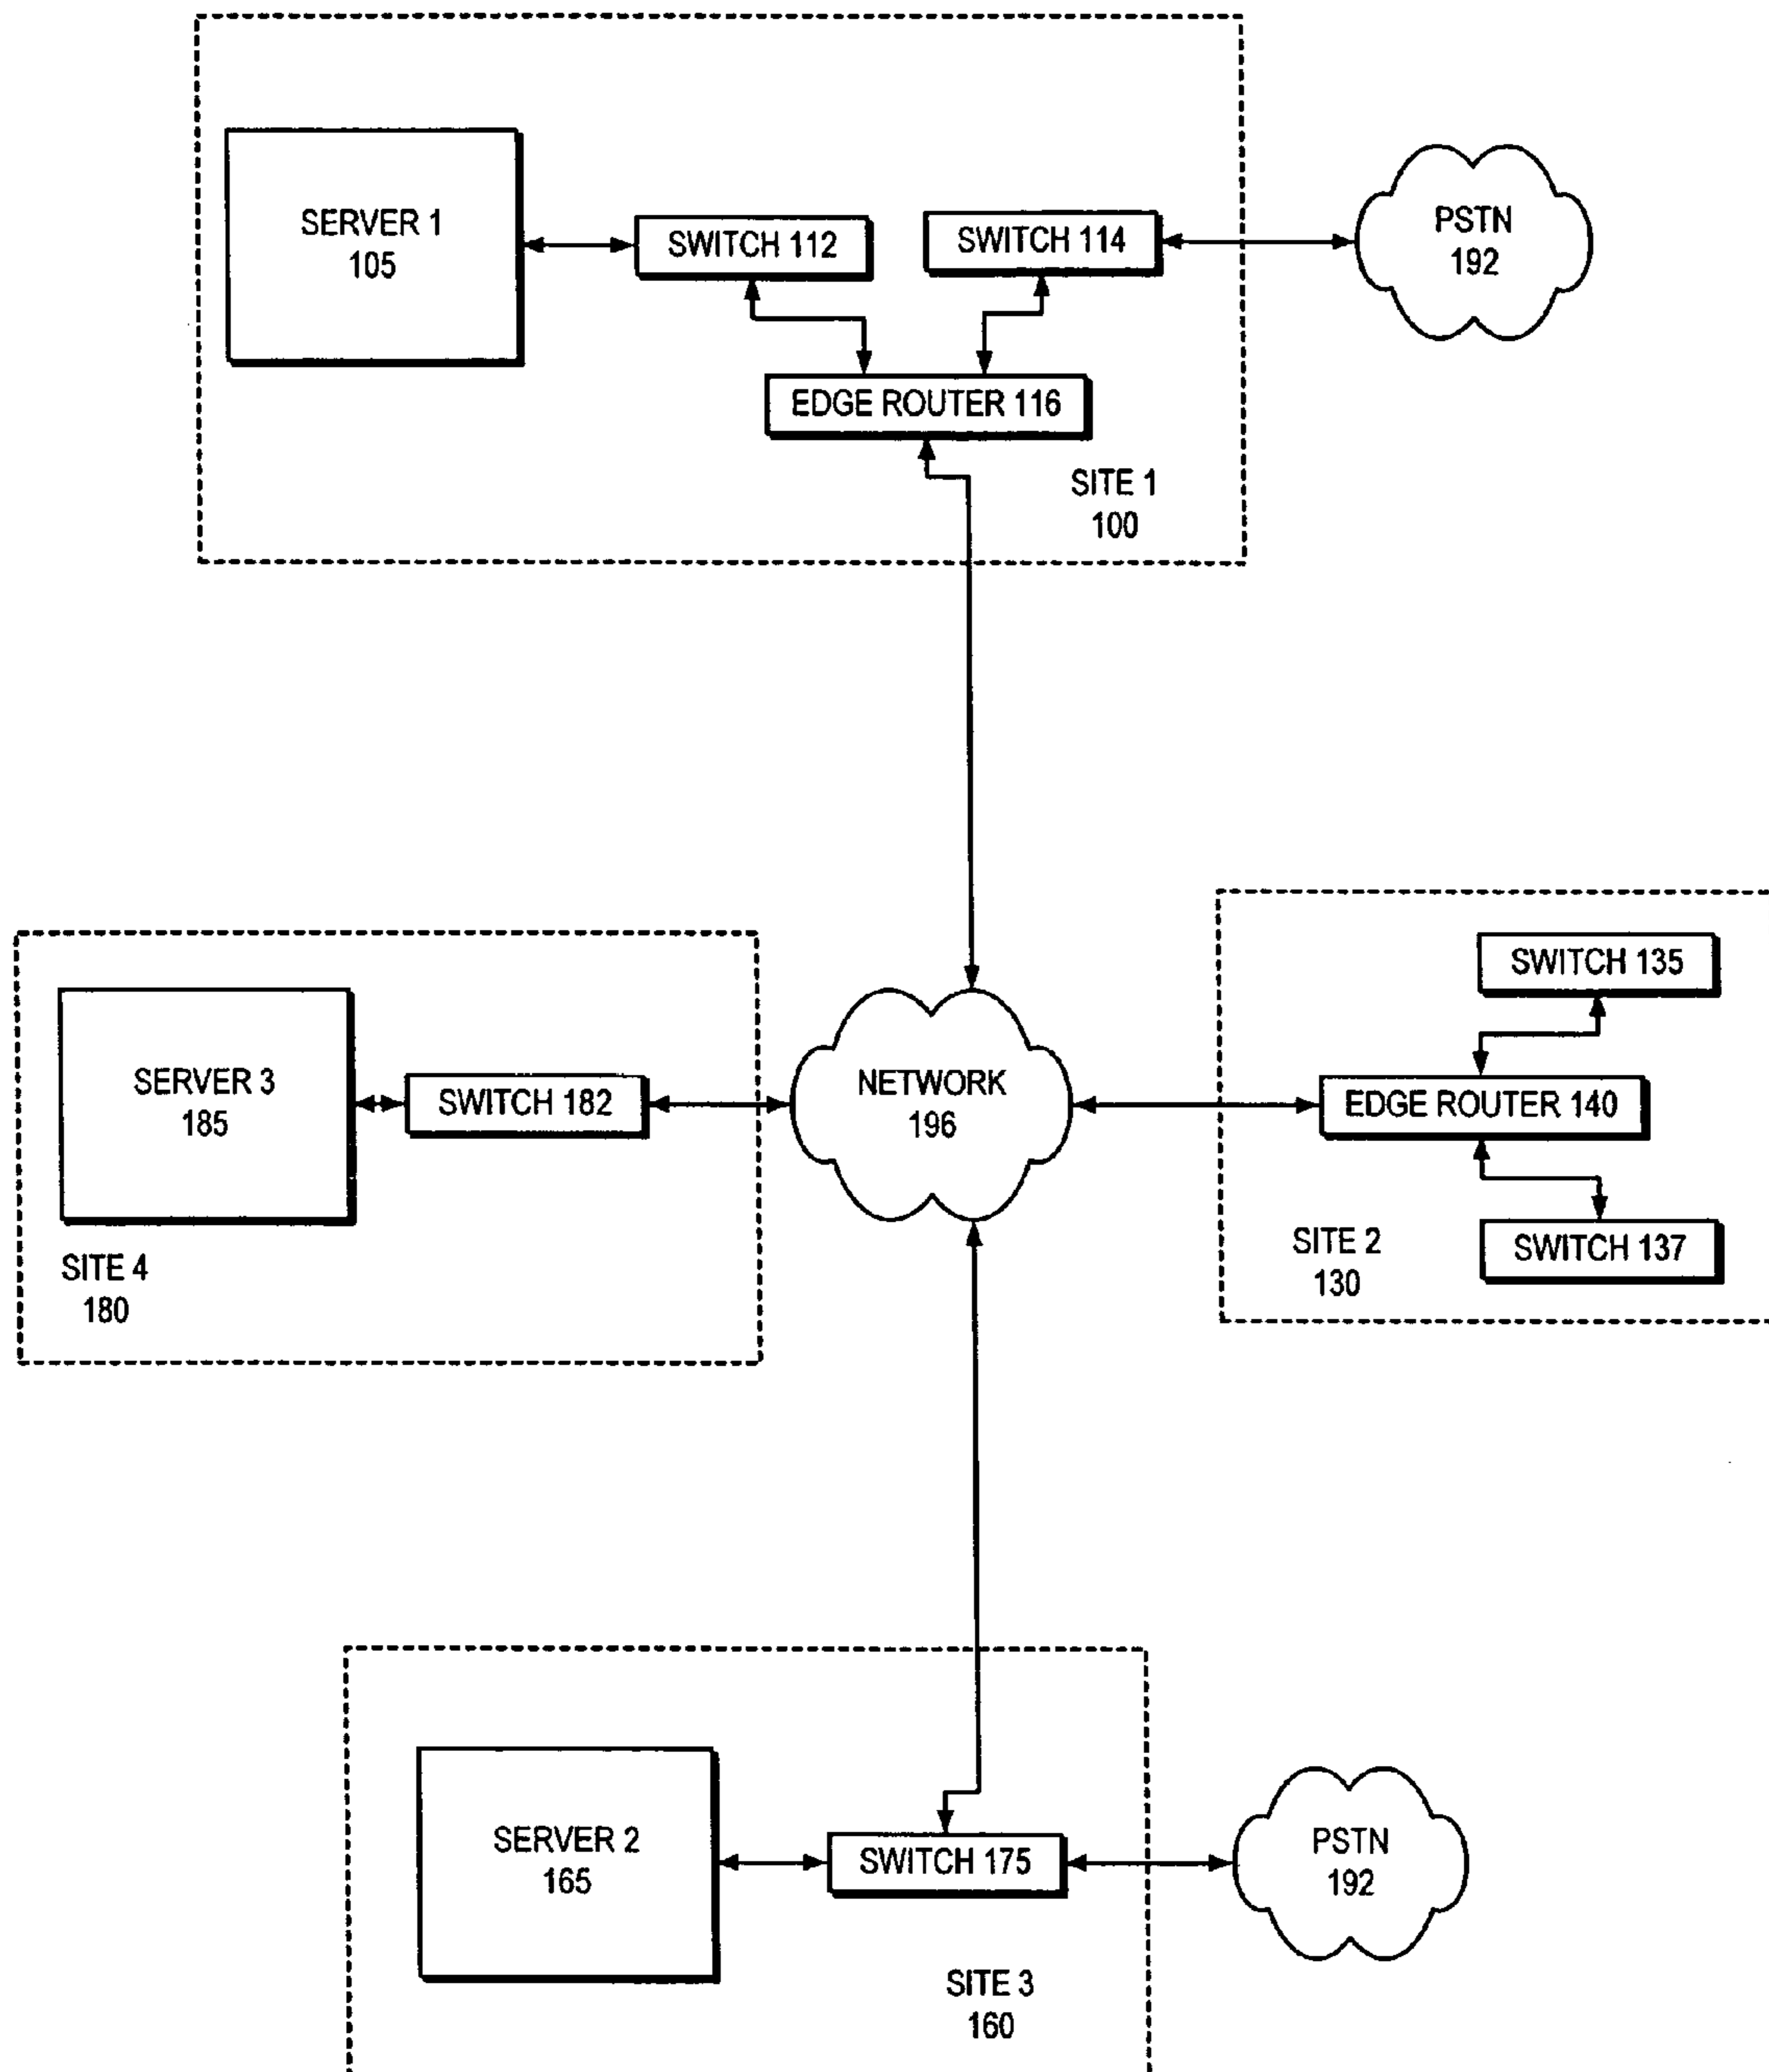 SERVER 1
105
SWITCH 112
SWITCH 114
PSTN
192
EDGE ROUTER 116
SITE 1
100
SWITCH 135
SERVER 3
185
SWITCH 182
NETWORK
196
EDGE ROUTER 140
SITE 4
180
SITE 2
130
SWITCH 137
SERVER 2
165
SWITCH 175
PSTN
192
SITE 3
160